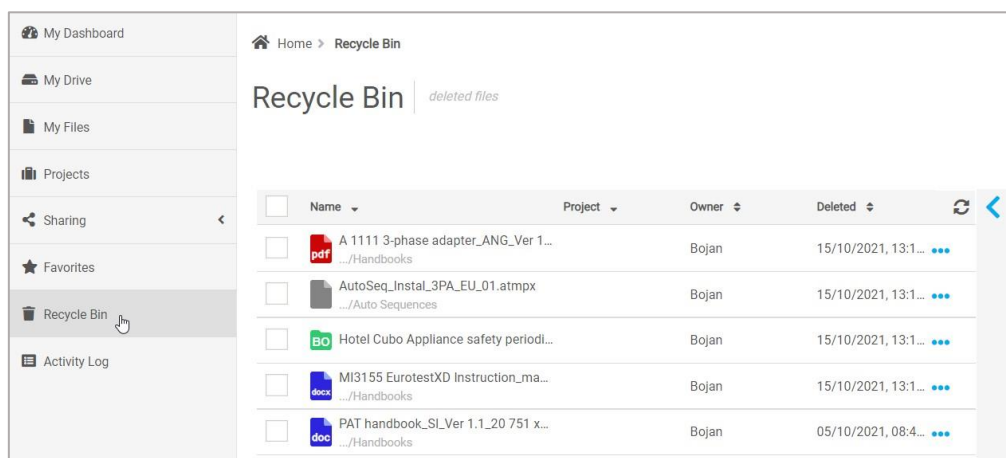 My Dashboard
My Drive
My Files
Projects
Sharing
Favorites
Recycle Bin
Activity Log
Home > Recycle Bin
Recycle Bin deleted files
Name Project Owner Deleted
pdf A 1111 3-phase adapter_ANG_Ver 1... Bojan 15/10/2021, 13:1...
.../Handbooks
AutoSeq_Instal_3PA_EU_01.atmpx Bojan 15/10/2021, 13:1...
.../Auto Sequences
BO Hotel Cubo Appliance safety periodi... Bojan 15/10/2021, 13:1...
docx MI3155 EurotestXD Instruction_ma... Bojan 15/10/2021, 13:1...
.../Handbooks
doc PAT handbook_SI_Ver 1.1_20 751 x... Bojan 05/10/2021, 08:4...
.../Handbooks